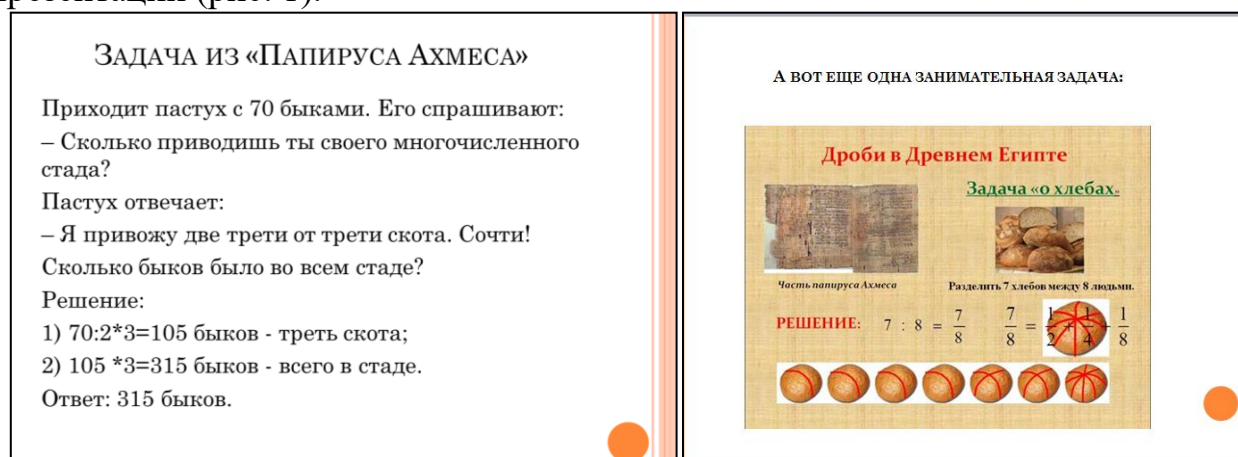 презентации (рис. 1).
ЗАДАЧА ИЗ «ПАПИРУСА АХМЕСА»
Приходит пастух с 70 быками. Его спрашивают:
– Сколько приводишь ты своего многочисленного
стада?
Пастух отвечает:
– Я привожу две трети от трети скота. Сочти!
Сколько быков было во всем стаде?
Решение:
1) 70:2*3=105 быков - треть скота;
2) 105 *3=315 быков - всего в стаде.
Ответ: 315 быков.
А ВОТ ЕЩЕ ОДНА ЗАНИМАТЕЛЬНАЯ ЗАДАЧА:
Дроби в Древнем Египте
Задача «о хлебах»
Часть папируса Ахмеса
Разделить 7 хлебов между 8 людьми.
РЕШЕНИЕ: 7 : 8 = 7/8 7/8 = 1/2 + 1/4 + 1/8